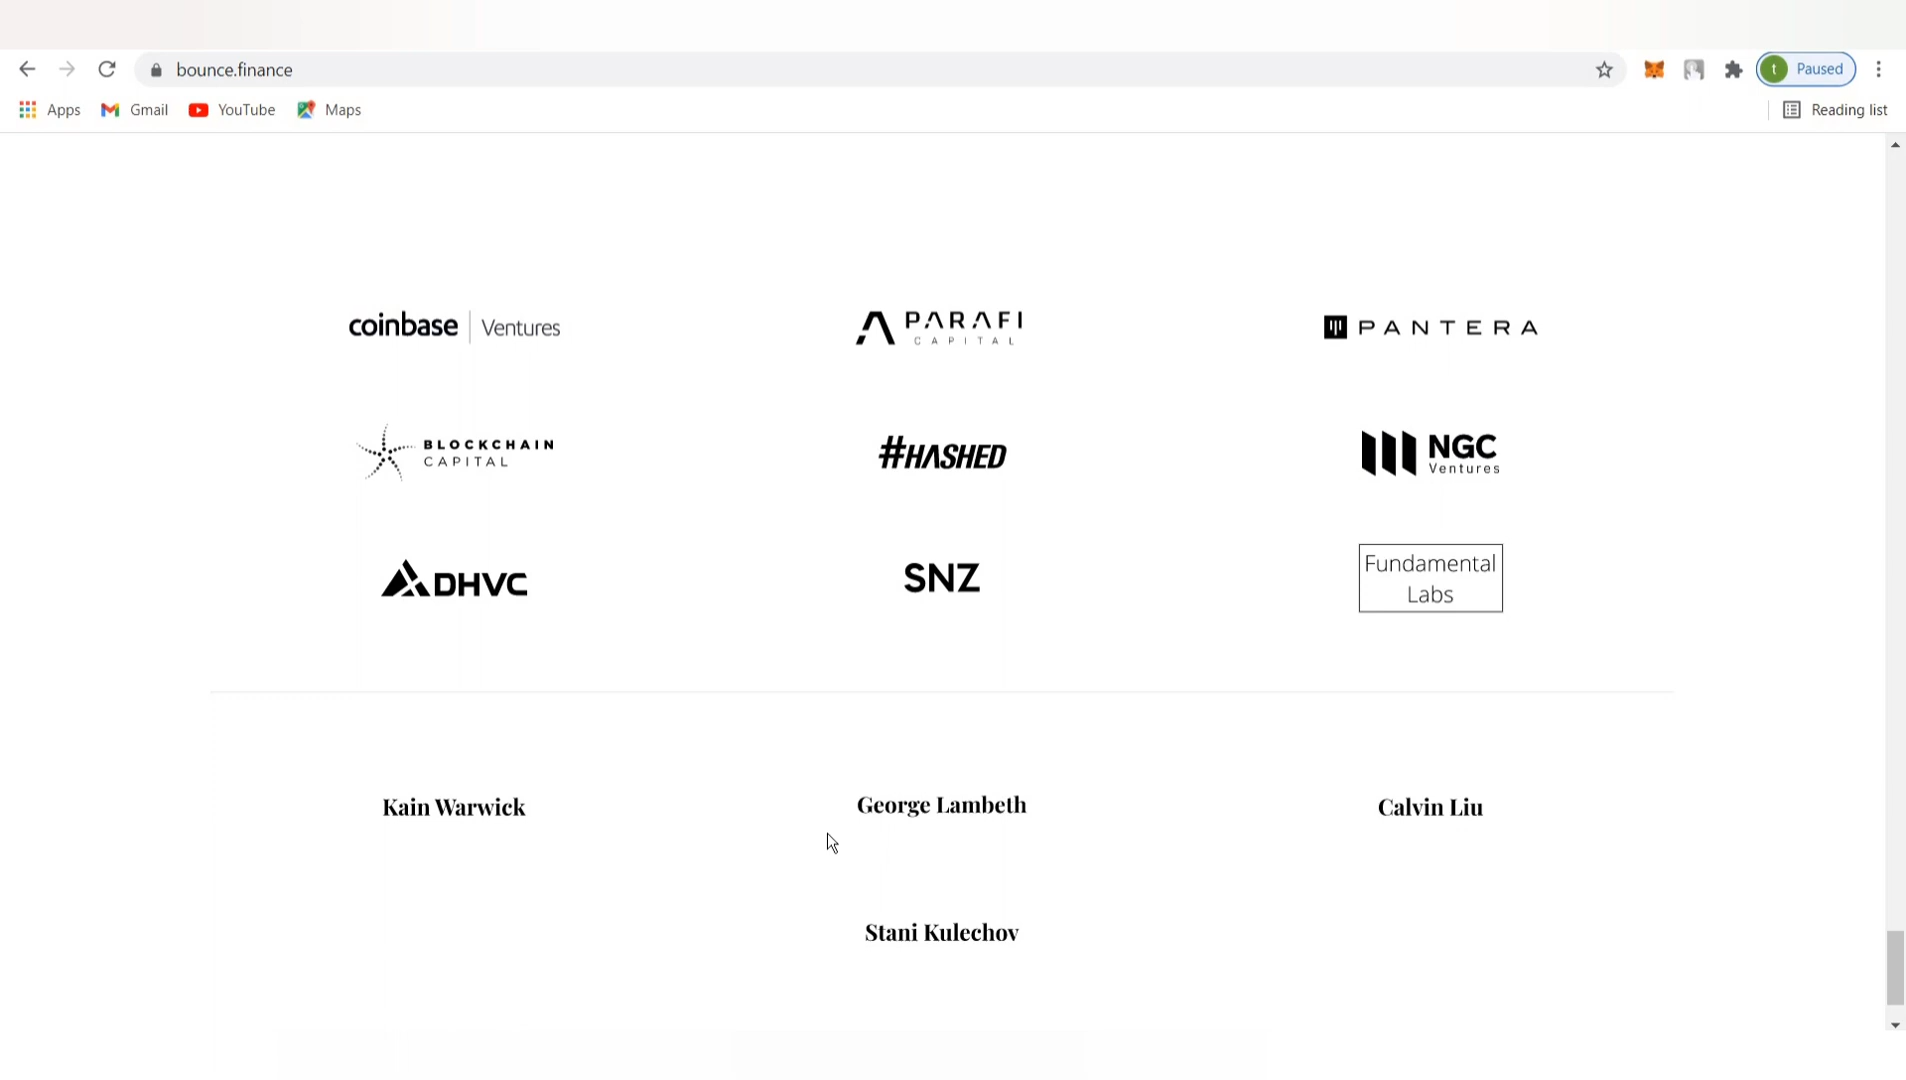 bounce.finance
t Paused
Apps Gmail YouTube Maps
Reading list
coinbase Ventures
PARAFI
CAPITAL
PANTERA
BLOCKCHAIN
CAPITAL
#HASHED
NGC
Ventures
DHVC
SNZ
Fundamental
Labs
Kain Warwick
George Lambeth
Calvin Liu
Stani Kulechov